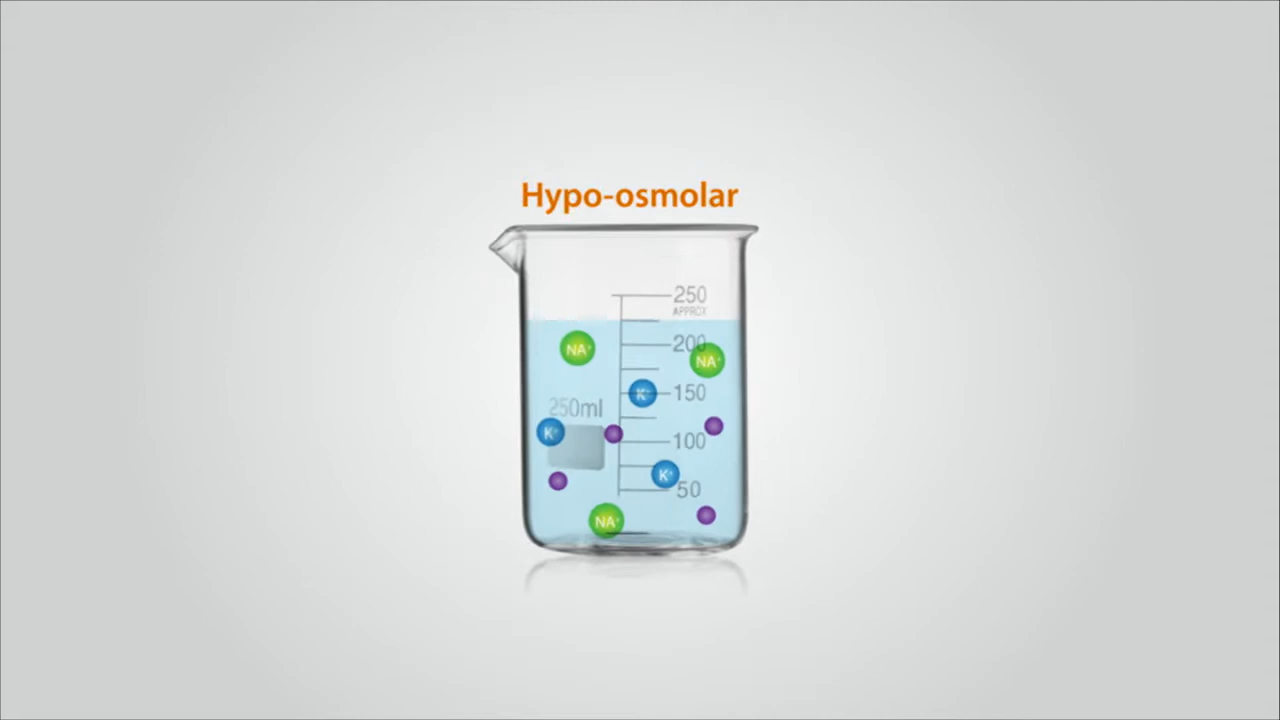 Hypo-osmolar
250
APPROX
NA⁺
200
NA⁺
K⁺
150
250ml
K⁺
100
K⁺
50
NA⁺